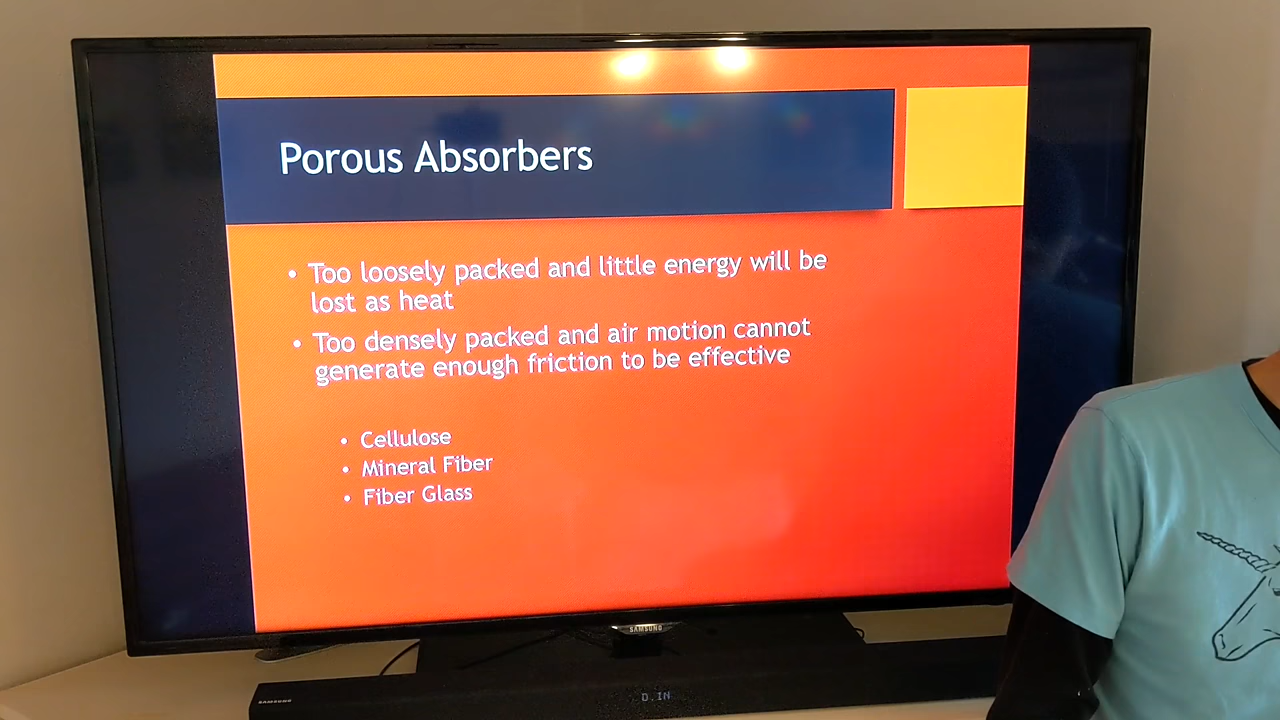 Porous Absorbers
• Too loosely packed and little energy will be
lost as heat
• Too densely packed and air motion cannot
generate enough friction to be effective
• Cellulose
• Mineral Fiber
• Fiber Glass
SAMSUNG
SAMSUNG
D.IN